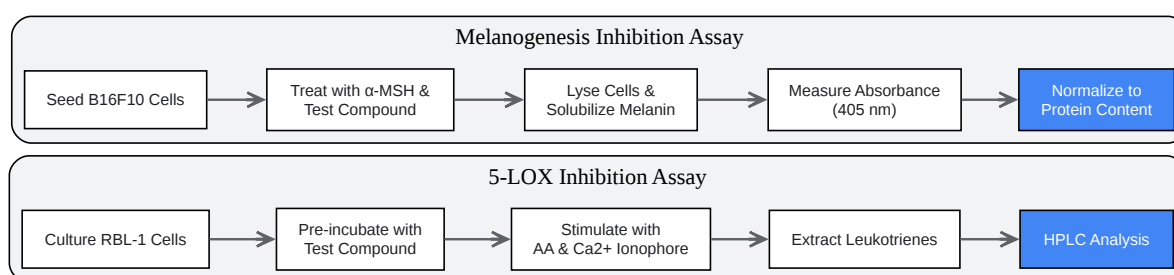 Melanogenesis Inhibition Assay
Seed B16F10 Cells
Treat with α-MSH &
Test Compound
Lyse Cells &
Solubilize Melanin
Measure Absorbance
(405 nm)
Normalize to
Protein Content
5-LOX Inhibition Assay
Culture RBL-1 Cells
Pre-incubate with
Test Compound
Stimulate with
AA & Ca2+ Ionophore
Extract Leukotrienes
HPLC Analysis